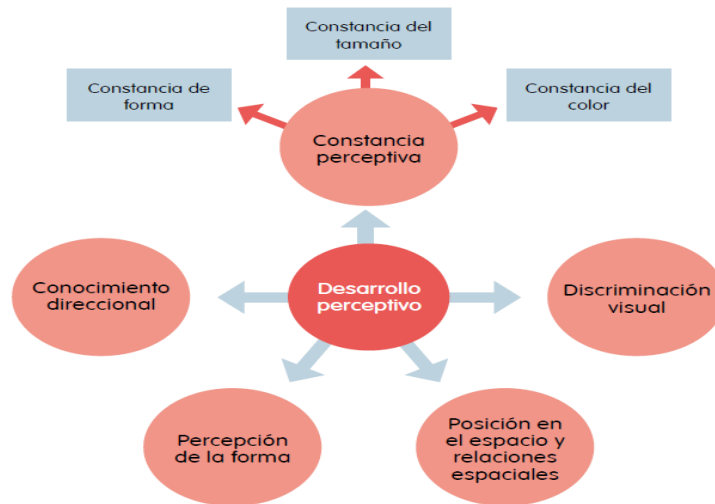 Constancia del
tamaño
Constancia de
forma
Constancia del
color
Constancia
perceptiva
Conocimiento
direccional
Desarrollo
perceptivo
Discriminación
visual
Percepción
de la forma
Posición en
el espacio y
relaciones
espaciales